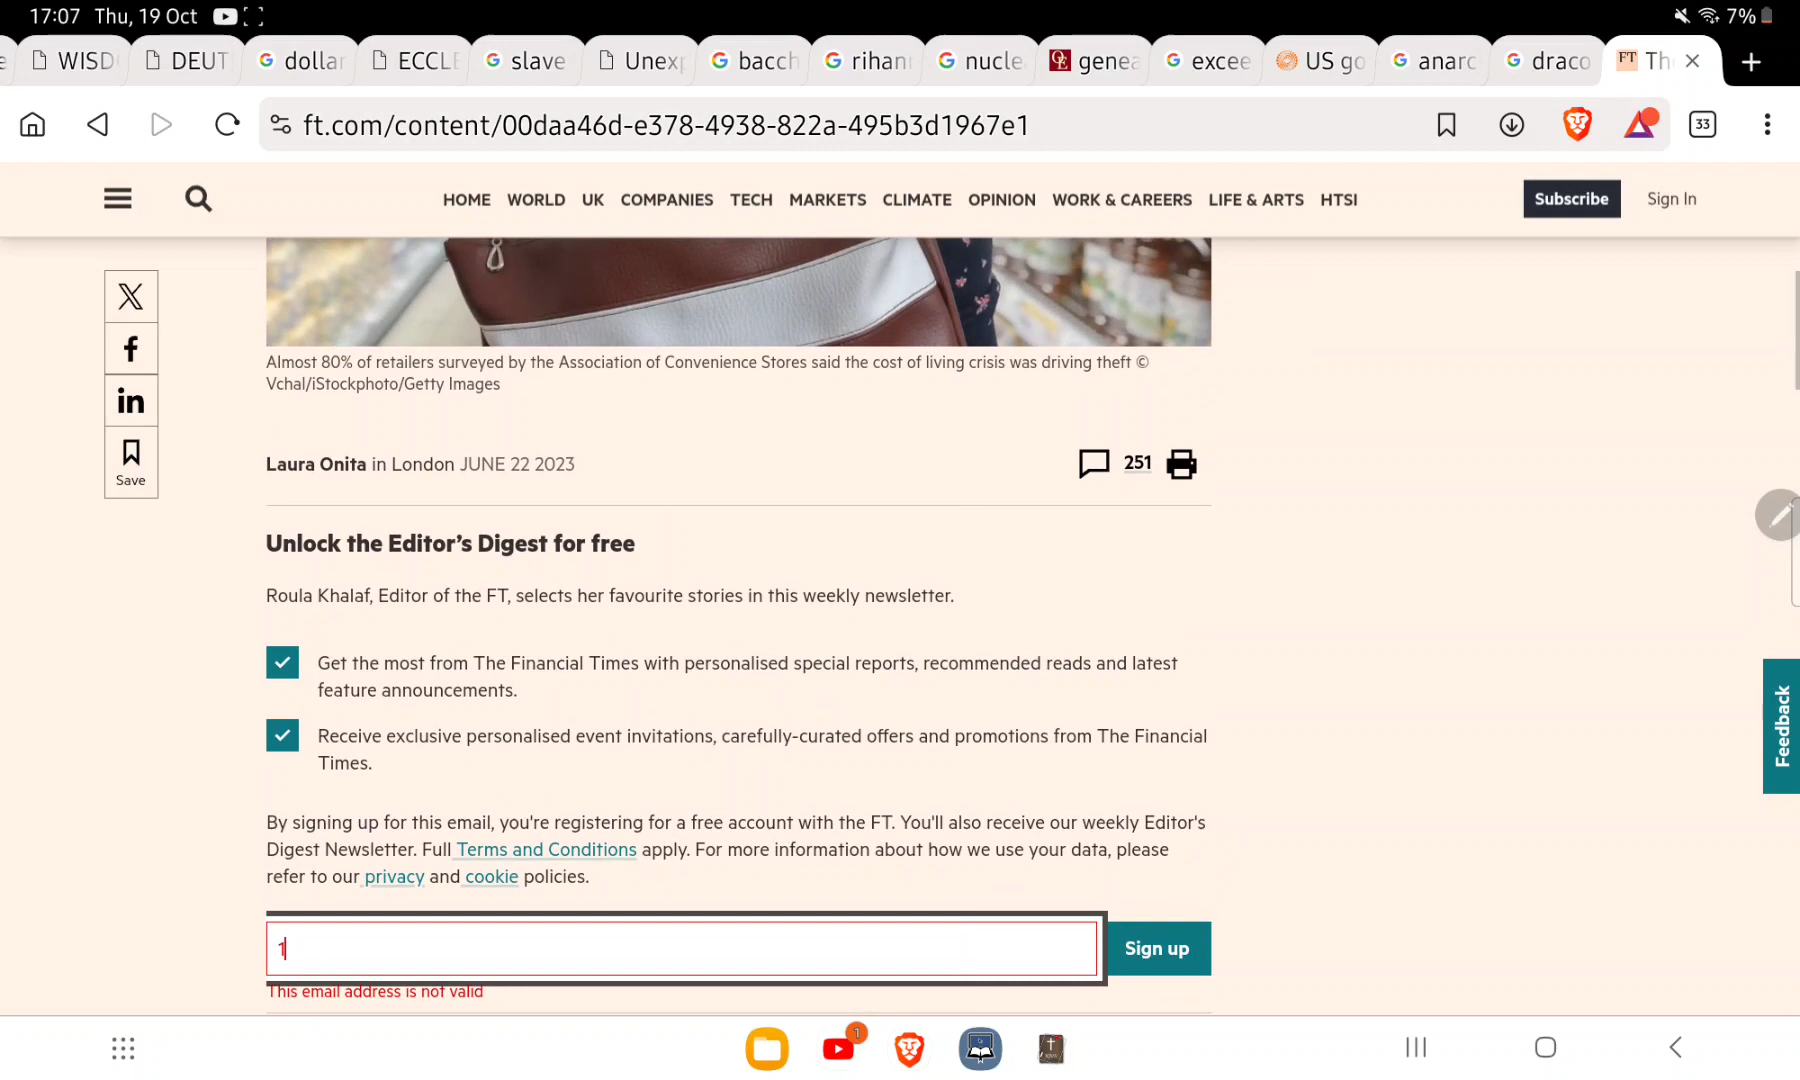 17:07 Thu, 19 Oct
7%
WISD
DEUT
dollar
ECCLE
slave
Unexp
bacch
rihan
nucle
genea
excee
US go
anarc
draco
FT Th
ft.com/content/00daa46d-e378-4938-822a-495b3d1967e1
33
HOME WORLD UK COMPANIES TECH MARKETS CLIMATE OPINION WORK & CAREERS LIFE & ARTS HTSI
Subscribe
Sign In
Almost 80% of retailers surveyed by the Association of Convenience Stores said the cost of living crisis was driving theft ©
Vchal/iStockphoto/Getty Images
Save
Laura Onita in London JUNE 22 2023
251
Unlock the Editor's Digest for free
Roula Khalaf, Editor of the FT, selects her favourite stories in this weekly newsletter.
Get the most from The Financial Times with personalised special reports, recommended reads and latest
feature announcements.
Receive exclusive personalised event invitations, carefully-curated offers and promotions from The Financial
Times.
Feedback
By signing up for this email, you're registering for a free account with the FT. You'll also receive our weekly Editor's
Digest Newsletter. Full Terms and Conditions apply. For more information about how we use your data, please
refer to our privacy and cookie policies.
1
Sign up
This email address is not valid
1